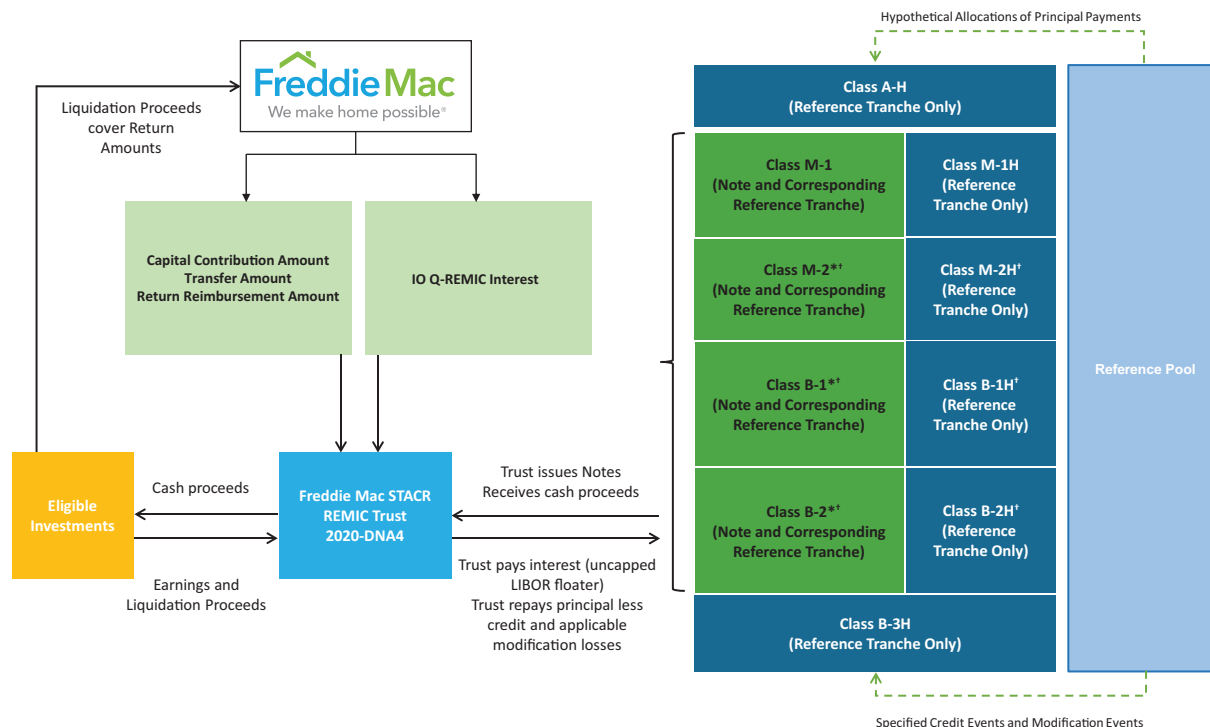 Hypothetical Allocations of Principal Payments
Freddie Mac
We make home possible®
Liquidation Proceeds
cover Return
Amounts
Capital Contribution Amount
Transfer Amount
Return Reimbursement Amount
IO Q-REMIC Interest
Eligible
Investments
Cash proceeds
Earnings and
Liquidation Proceeds
Freddie Mac STACR
REMIC Trust
2020-DNA4
Trust issues Notes
Receives cash proceeds
Trust pays interest (uncapped
LIBOR floater)
Trust repays principal less
credit and applicable
modification losses
Class A-H
(Reference Tranche Only)
Class M-1
(Note and Corresponding
Reference Tranche)
Class M-1H
(Reference
Tranche Only)
Class M-2*†
(Note and Corresponding
Reference Tranche)
Class M-2H†
(Reference
Tranche Only)
Class B-1*†
(Note and Corresponding
Reference Tranche)
Class B-1H†
(Reference
Tranche Only)
Class B-2*†
(Note and Corresponding
Reference Tranche)
Class B-2H†
(Reference
Tranche Only)
Class B-3H
(Reference Tranche Only)
Reference Pool
Specified Credit Events and Modification Events